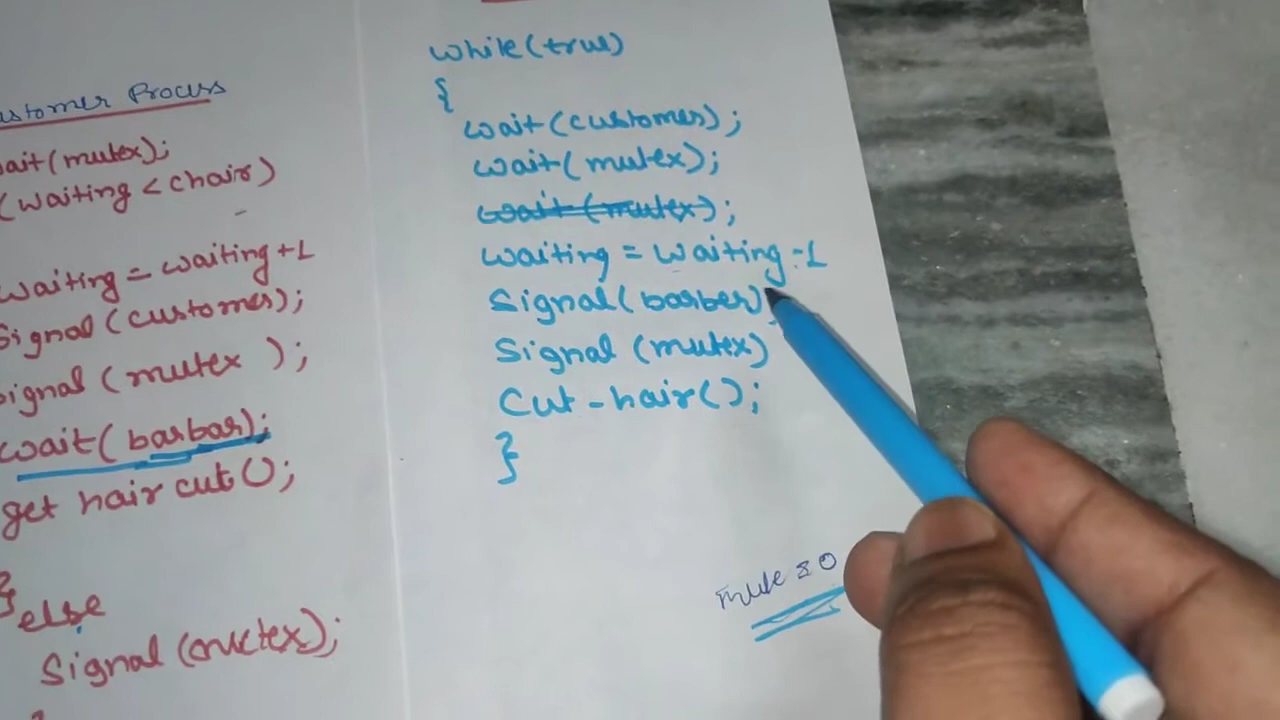 ustomer Process
ait(mutex);
(waiting < chair)
waiting = waiting + 1
Signal (customer);
Signal (mutex );
wait( barbar);
get hair cut ();
}
else
Signal (mutex);
while(true)
{
wait(customer);
wait(mutex);
wait(mutex);
waiting = waiting - 1
Signal(barber);
Signal (mutex)
Cut - hair();
}